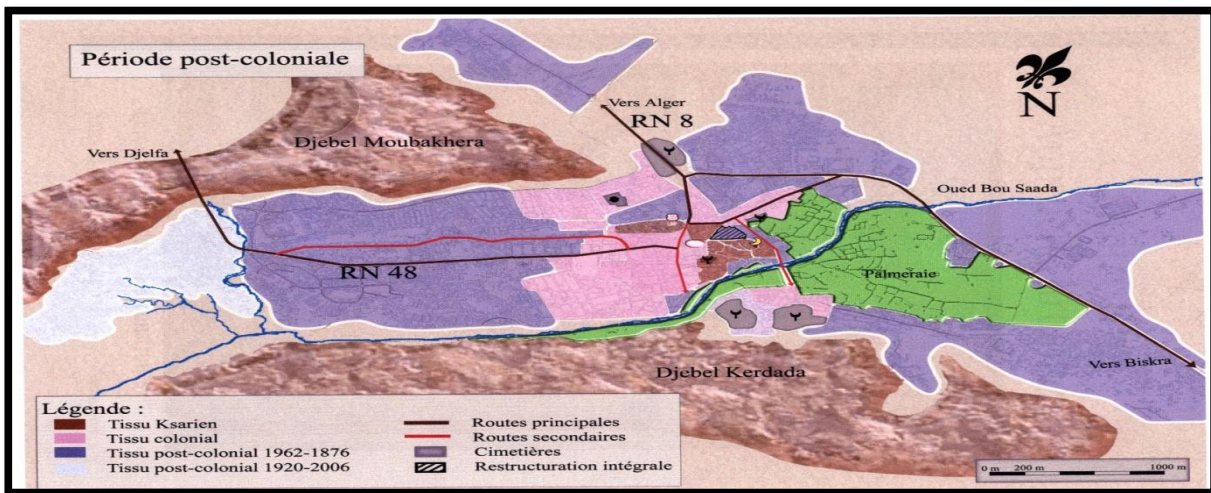 Période post-coloniale
N
Vers Alger
RN 8
Djebel Moubakhera
Vers Djelfa
Oued Bou Saada
RN 48
Palmeraie
Vers Biskra
Djebel Kerdada
Légende :
Tissu Ksarien
Tissu colonial
Tissu post-colonial 1962-1876
Tissu post-colonial 1920-2006
Routes principales
Routes secondaires
Cimetières
Restructuration intégrale
0 m 200 m 1000 m